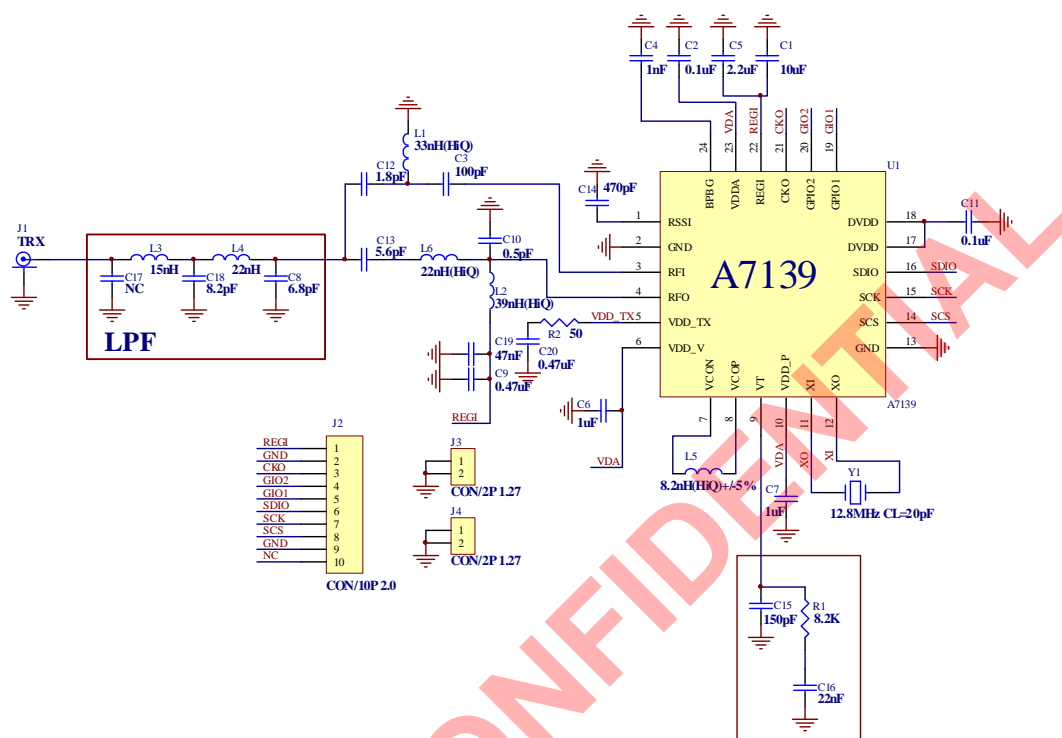 C4
1nF
C2
0.1uF
C5
2.2uF
C1
10uF
VDA
REGI
CKO
GIO2
GIO1
24
23
22
21
20
19
L1
33nH(HiQ)
C12
1.8pF
C3
100pF
C14
470pF
U1
BPBG
VDDA
REGI
CKO
GPIO2
GPIO1
1
RSSI
2
GND
3
RFI
4
RFO
5
VDD_TX
6
VDD_V
A7139
DVDD
18
DVDD
17
SDIO
16
SDIO
SCK
15
SCK
SCS
14
SCS
GND
13
C11
0.1uF
VCON
VCOP
VT
VDD_P
XI
XO
A7139
7
8
9
10
11
12
VDA
XO
XI
J1
TRX
L3
15nH
L4
22nH
C17
NC
C18
8.2pF
C8
6.8pF
LPF
C13
5.6pF
L6
22nH(HiQ)
C10
0.5pF
L2
39nH(HiQ)
VDD_TX
R2
50
C19
47nF
C20
0.47uF
C9
0.47uF
REGI
C6
1uF
VDA
L5
8.2nH(HiQ)+/-5%
C7
1uF
Y1
12.8MHz CL=20pF
J2
REGI
1
GND
2
CKO
3
GIO2
4
GIO1
5
SDIO
6
SCK
7
SCS
8
GND
9
NC
10
CON/10P 2.0
J3
1
2
CON/2P 1.27
J4
1
2
CON/2P 1.27
C15
150pF
R1
8.2K
C16
22nF
ONFIDENTIAL